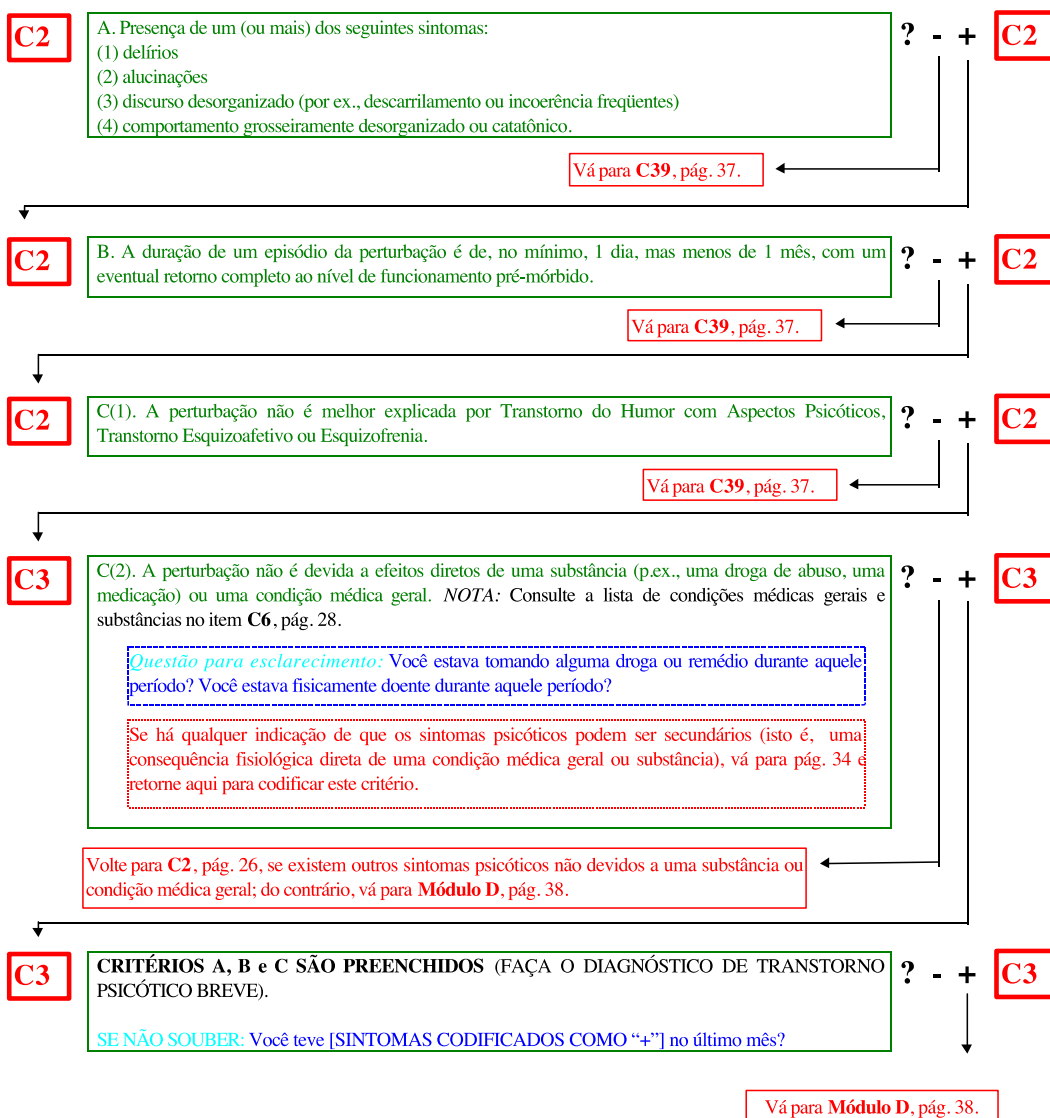 C2
A. Presença de um (ou mais) dos seguintes sintomas:
(1) delírios
(2) alucinações
(3) discurso desorganizado (por ex., descarrilamento ou incoerência freqüentes)
(4) comportamento grosseiramente desorganizado ou catatônico.
? - + C2
Vá para C39, pág. 37.
C2
B. A duração de um episódio da perturbação é de, no mínimo, 1 dia, mas menos de 1 mês, com um
eventual retorno completo ao nível de funcionamento pré-mórbido.
? - + C2
Vá para C39, pág. 37.
C2
C(1). A perturbação não é melhor explicada por Transtorno do Humor com Aspectos Psicóticos,
Transtorno Esquizoafetivo ou Esquizofrenia.
? - + C2
Vá para C39, pág. 37.
C3
C(2). A perturbação não é devida a efeitos diretos de uma substância (p.ex., uma droga de abuso, uma
medicação) ou uma condição médica geral. NOTA: Consulte a lista de condições médicas gerais e
substâncias no item C6, pág. 28.
? - + C3
Questão para esclarecimento: Você estava tomando alguma droga ou remédio durante aquele
período? Você estava fisicamente doente durante aquele período?
Se há qualquer indicação de que os sintomas psicóticos podem ser secundários (isto é, uma
consequência fisiológica direta de uma condição médica geral ou substância), vá para pág. 34 e
retorne aqui para codificar este critério.
Volte para C2, pág. 26, se existem outros sintomas psicóticos não devidos a uma substância ou
condição médica geral; do contrário, vá para Módulo D, pág. 38.
C3
CRITÉRIOS A, B e C SÃO PREENCHIDOS (FAÇA O DIAGNÓSTICO DE TRANSTORNO
PSICÓTICO BREVE).
? - + C3
SE NÃO SOUBER: Você teve [SINTOMAS CODIFICADOS COMO “+”] no último mês?
Vá para Módulo D, pág. 38.